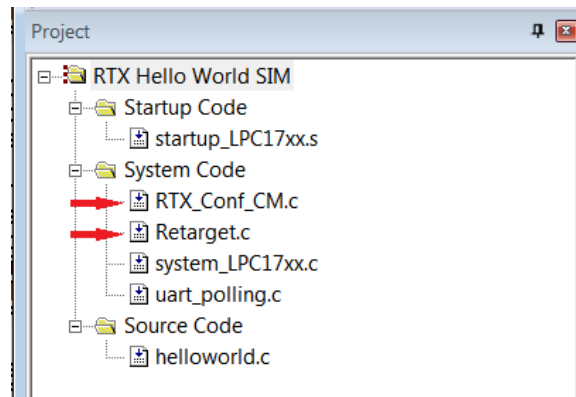 Project
RTX Hello World SIM
Startup Code
startup_LPC17xx.s
System Code
RTX_Conf_CM.c
Retarget.c
system_LPC17xx.c
uart_polling.c
Source Code
helloworld.c